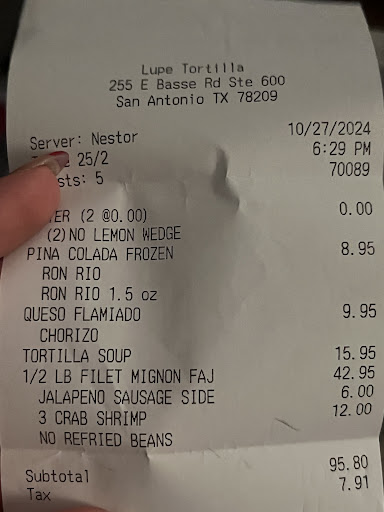 Lupe Tortilla
255 E Basse Rd Ste 600
San Antonio TX 78209
Server: Nestor 10/27/2024
25/2 6:29 PM
sts: 5 70089
ER (2 @0.00) 0.00
(2)NO LEMON WEDGE
PINA COLADA FROZEN 8.95
RON RIO
RON RIO 1.5 oz
QUESO FLAMIADO 9.95
CHORIZO
TORTILLA SOUP 15.95
1/2 LB FILET MIGNON FAJ 42.95
JALAPENO SAUSAGE SIDE 6.00
3 CRAB SHRIMP 12.00
NO REFRIED BEANS
Subtotal 95.80
Tax 7.91